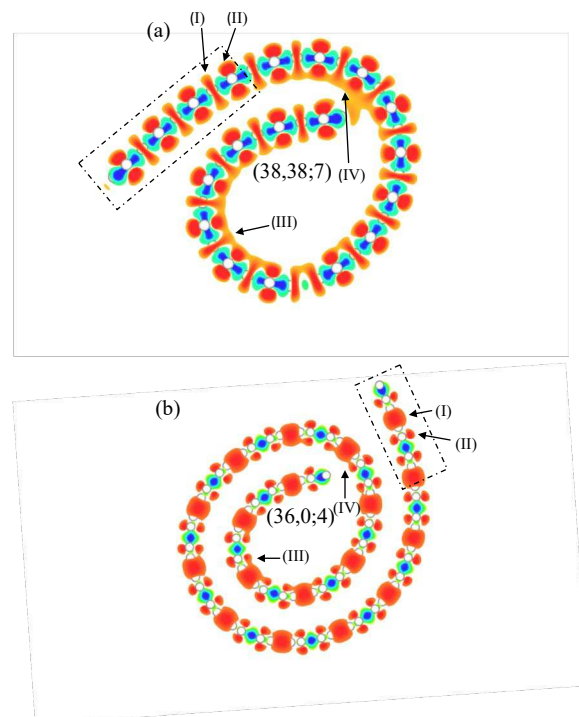 (I) (II)
(a)
(38,38;7) (IV)
(III)
(b)
(I)
(II)
(36,0;4) (IV)
(III)